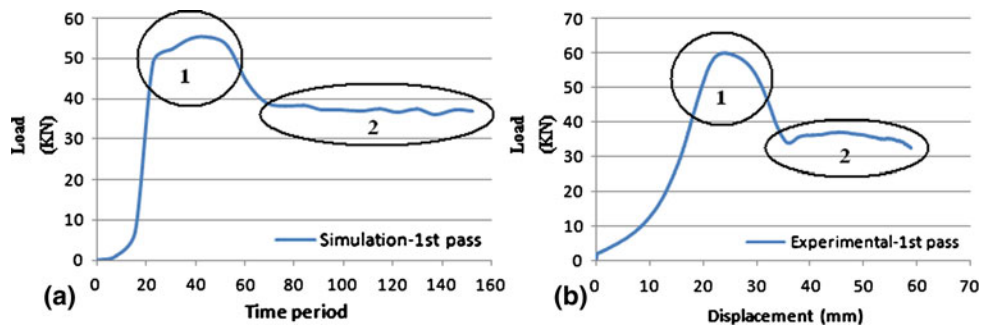 60
50
40
30
20
10
0
Load
(KN)
1
2
Simulation-1st pass
0 20 40 60 80 100 120 140 160
(a)
Time period
70
60
50
40
30
20
10
0
Load
(KN)
1
2
Experimental-1st pass
0 10 20 30 40 50 60 70
(b)
Displacement (mm)